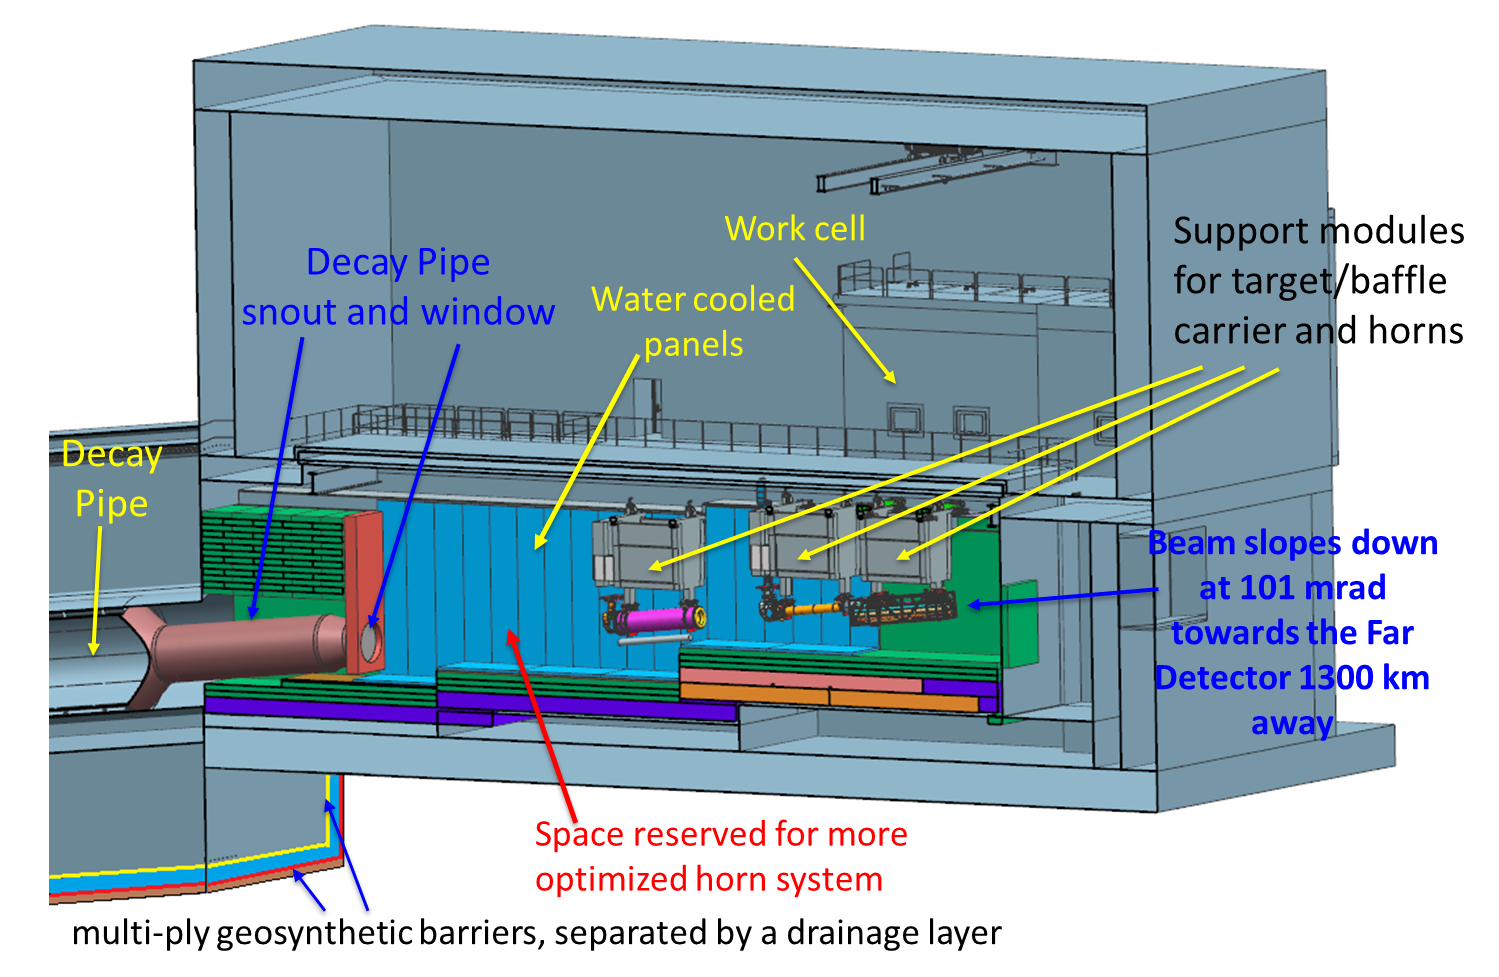 Work cell
Support modules
for target/baffle
carrier and horns
Decay Pipe
snout and window
Water cooled
panels
Decay
Pipe
Beam slopes down
at 101 mrad
towards the Far
Detector 1300 km
away
Space reserved for more
optimized horn system
multi-ply geosynthetic barriers, separated by a drainage layer